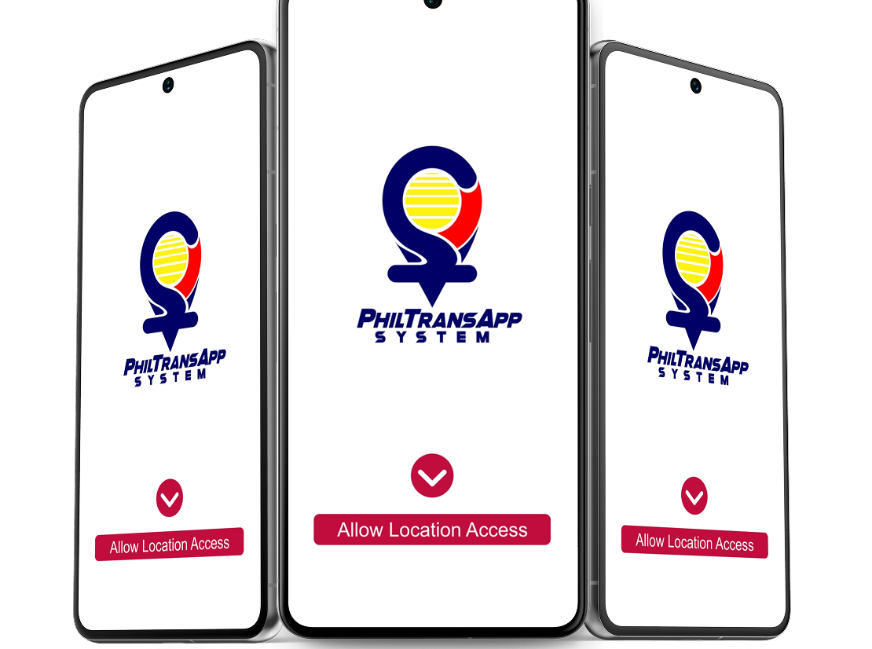 PHILTRANSAPP
SYSTEM
Allow Location Access
PHILTRANSAPP
SYSTEM
Allow Location Access
PHILTRANSAPP
SYSTEM
Allow Location Access